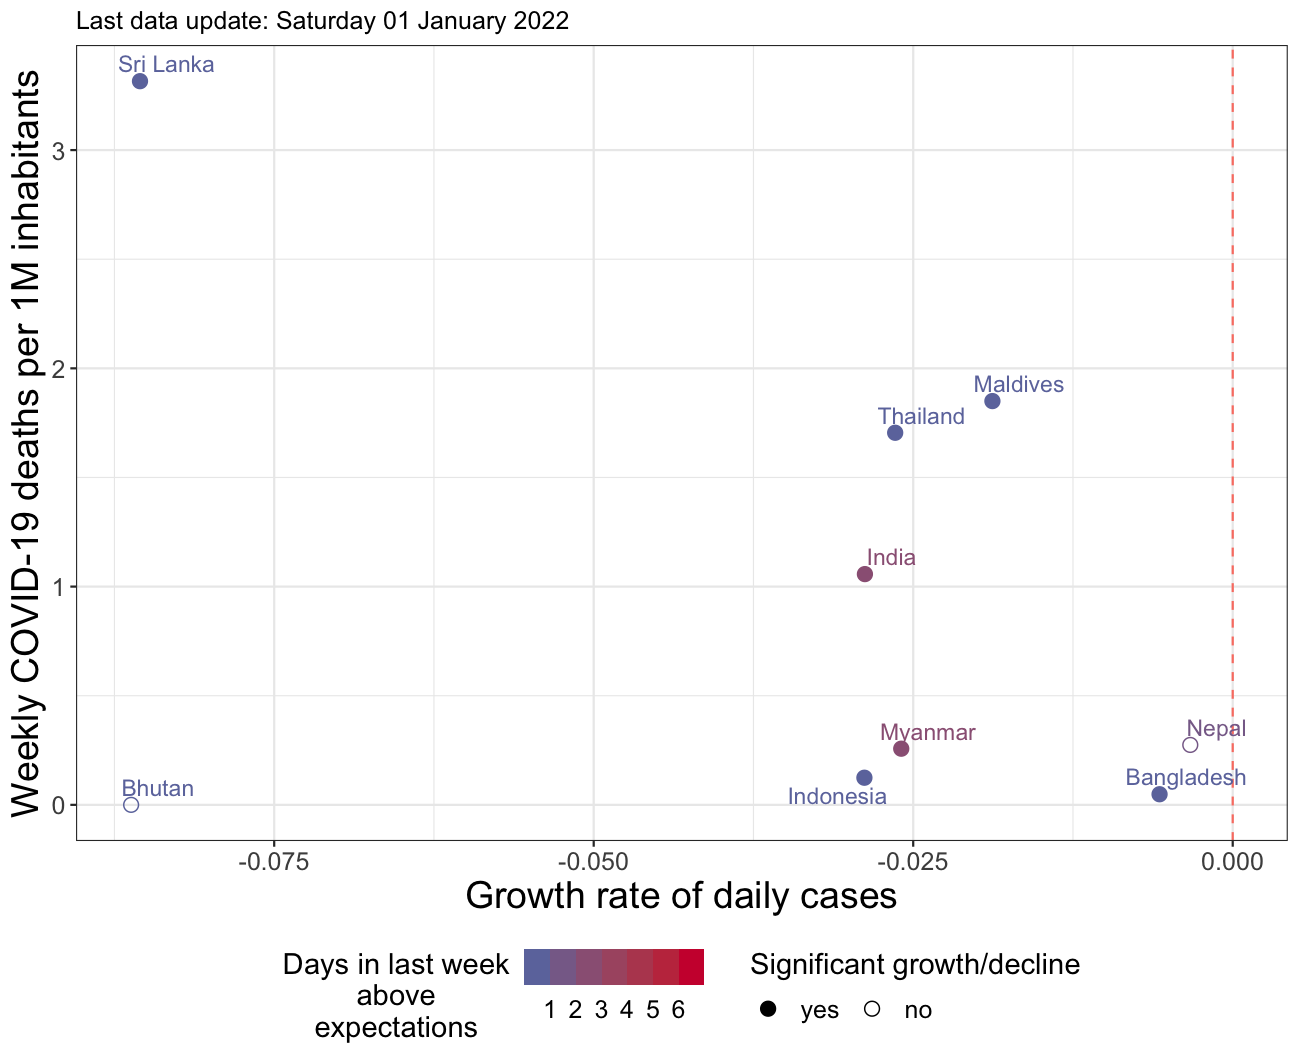 Last data update: Saturday 01 January 2022
Weekly COVID-19 deaths per 1M inhabitants
3
2
1
0
Sri Lanka
Maldives
Thailand
India
Nepal
Myanmar
Bangladesh
Bhutan
Indonesia
-0.075
-0.050
-0.025
0.000
Growth rate of daily cases
Days in last week
above
expectations
1 2 3 4 5 6
Significant growth/decline
yes no